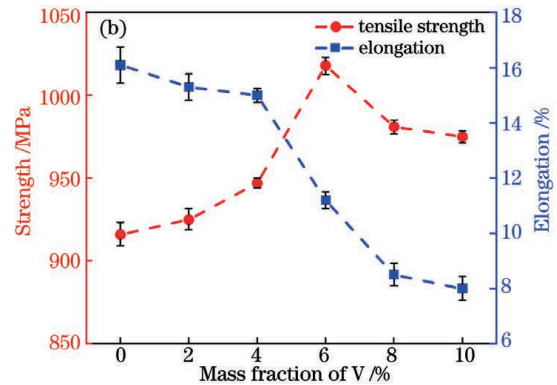 (b)
tensile strength
elongation
Strength /MPa
1050
1000
950
900
850
Elongation /%
18
16
14
12
10
8
6
0 2 4 6 8 10
Mass fraction of V /%